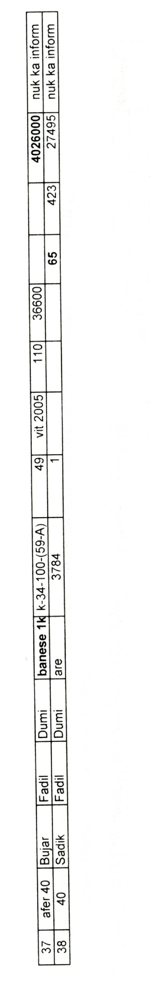 37 afer 40 Bujar Fadil Dumi banese 1k k-34-100-(59-A) 49 vit 2005 110 36600 4026000 nuk ka inform
38 40 Sadik Fadil Dumi are 3784 1 65 423 27495 nuk ka inform